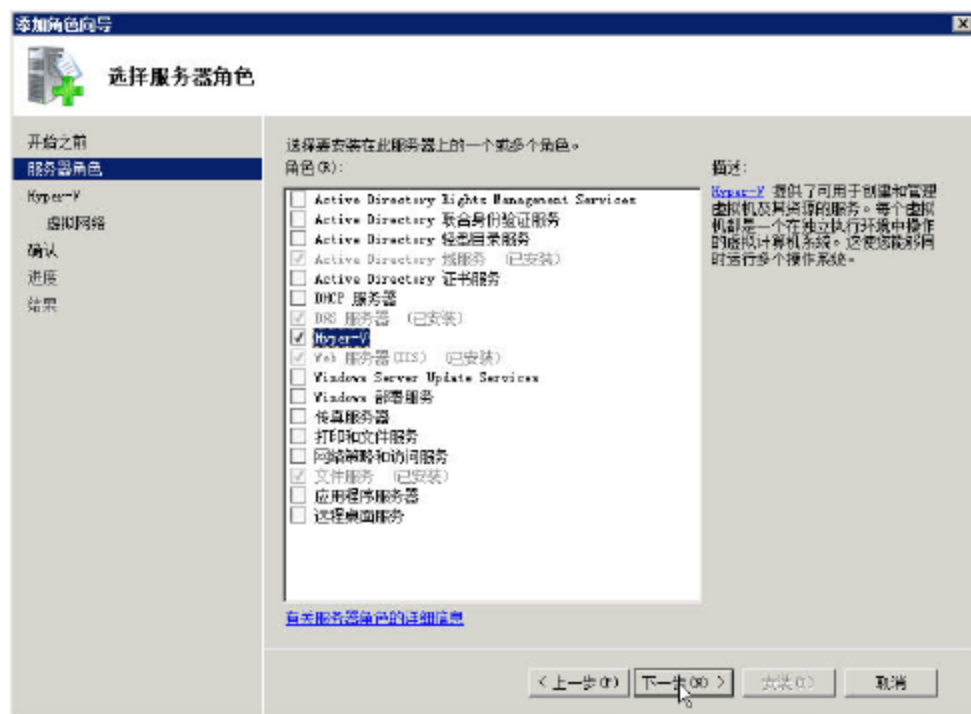 添加角色向导
选择服务器角色
开始之前
服务器角色
Hyper-V
虚拟网络
确认
进度
结果
选择要安装在此服务器上的一个或多个角色。
角色(R):
Active Directory Rights Management Services
Active Directory 联合身份验证服务
Active Directory 轻型目录服务
Active Directory 域服务 (已安装)
Active Directory 证书服务
DHCP 服务器
DNS 服务器 (已安装)
Hyper-V
Web 服务器(IIS) (已安装)
Windows Server Update Services
Windows 部署服务
传真服务器
打印和文件服务
网络策略和访问服务
文件服务 (已安装)
应用程序服务器
远程桌面服务
有关服务器角色的详细信息
描述:
Hyper-V 提供了可用于创建和管理
虚拟机及其资源的服务。每个虚拟
机都是一个在独立执行环境中操作
的虚拟计算机系统。这使您能够同
时运行多个操作系统。
< 上一步(P)
下一步(N) >
安装(I)
取消